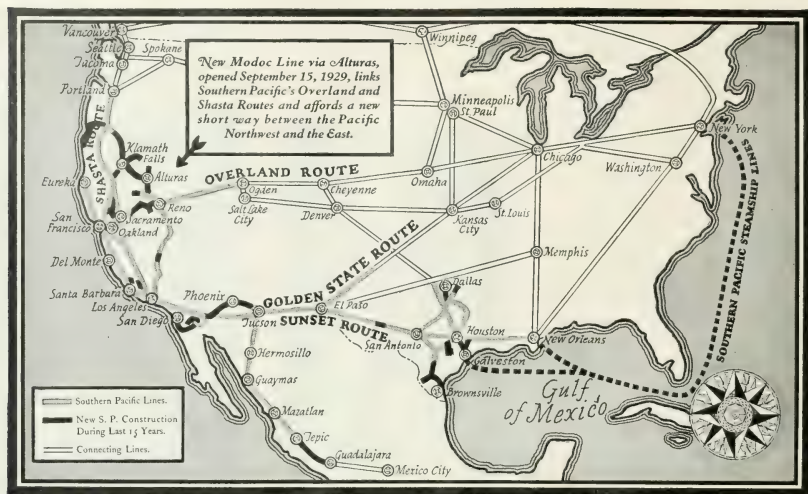 New Modoc Line via Alturas,
opened September 15, 1929, links
Southern Pacific's Overland and
Shasta Routes and affords a new
short way between the Pacific
Northwest and the East.
Vancouver
Seattle
Spokane
Tacoma
Portland
Winnipeg
Minneapolis
St. Paul
New York
SHASTA ROUTE
Klamath
Falls
Alturas
Eureka
Reno
OVERLAND ROUTE
Ogden
Salt Lake
City
Cheyenne
Denver
Omaha
Chicago
Washington
Sacramento
San
Francisco
Oakland
Kansas
City
St. Louis
Del Monte
Memphis
Santa Barbara
Los Angeles
San Diego
Phoenix
Tucson
GOLDEN STATE ROUTE
El Paso
SUNSET ROUTE
Dallas
San Antonio
Houston
Galveston
New Orleans
SOUTHERN PACIFIC STEAMSHIP LINES
Hermosillo
Guaymas
Brownsville
Gulf
of Mexico
Mazatlan
Tepic
Guadalajara
Mexico City
Southern Pacific Lines.
New S. P. Construction
During Last 15 Years.
Connecting Lines.